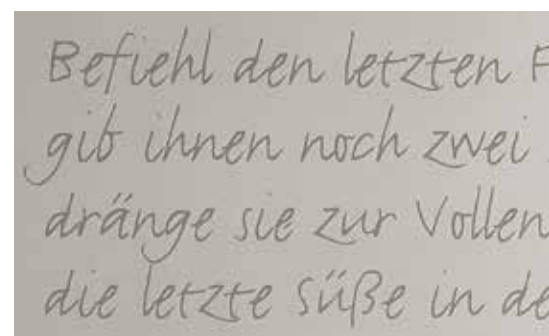 Befiehl den letzten F
gib ihnen noch zwei
dränge sie zur Vollen
die letzte Süße in de